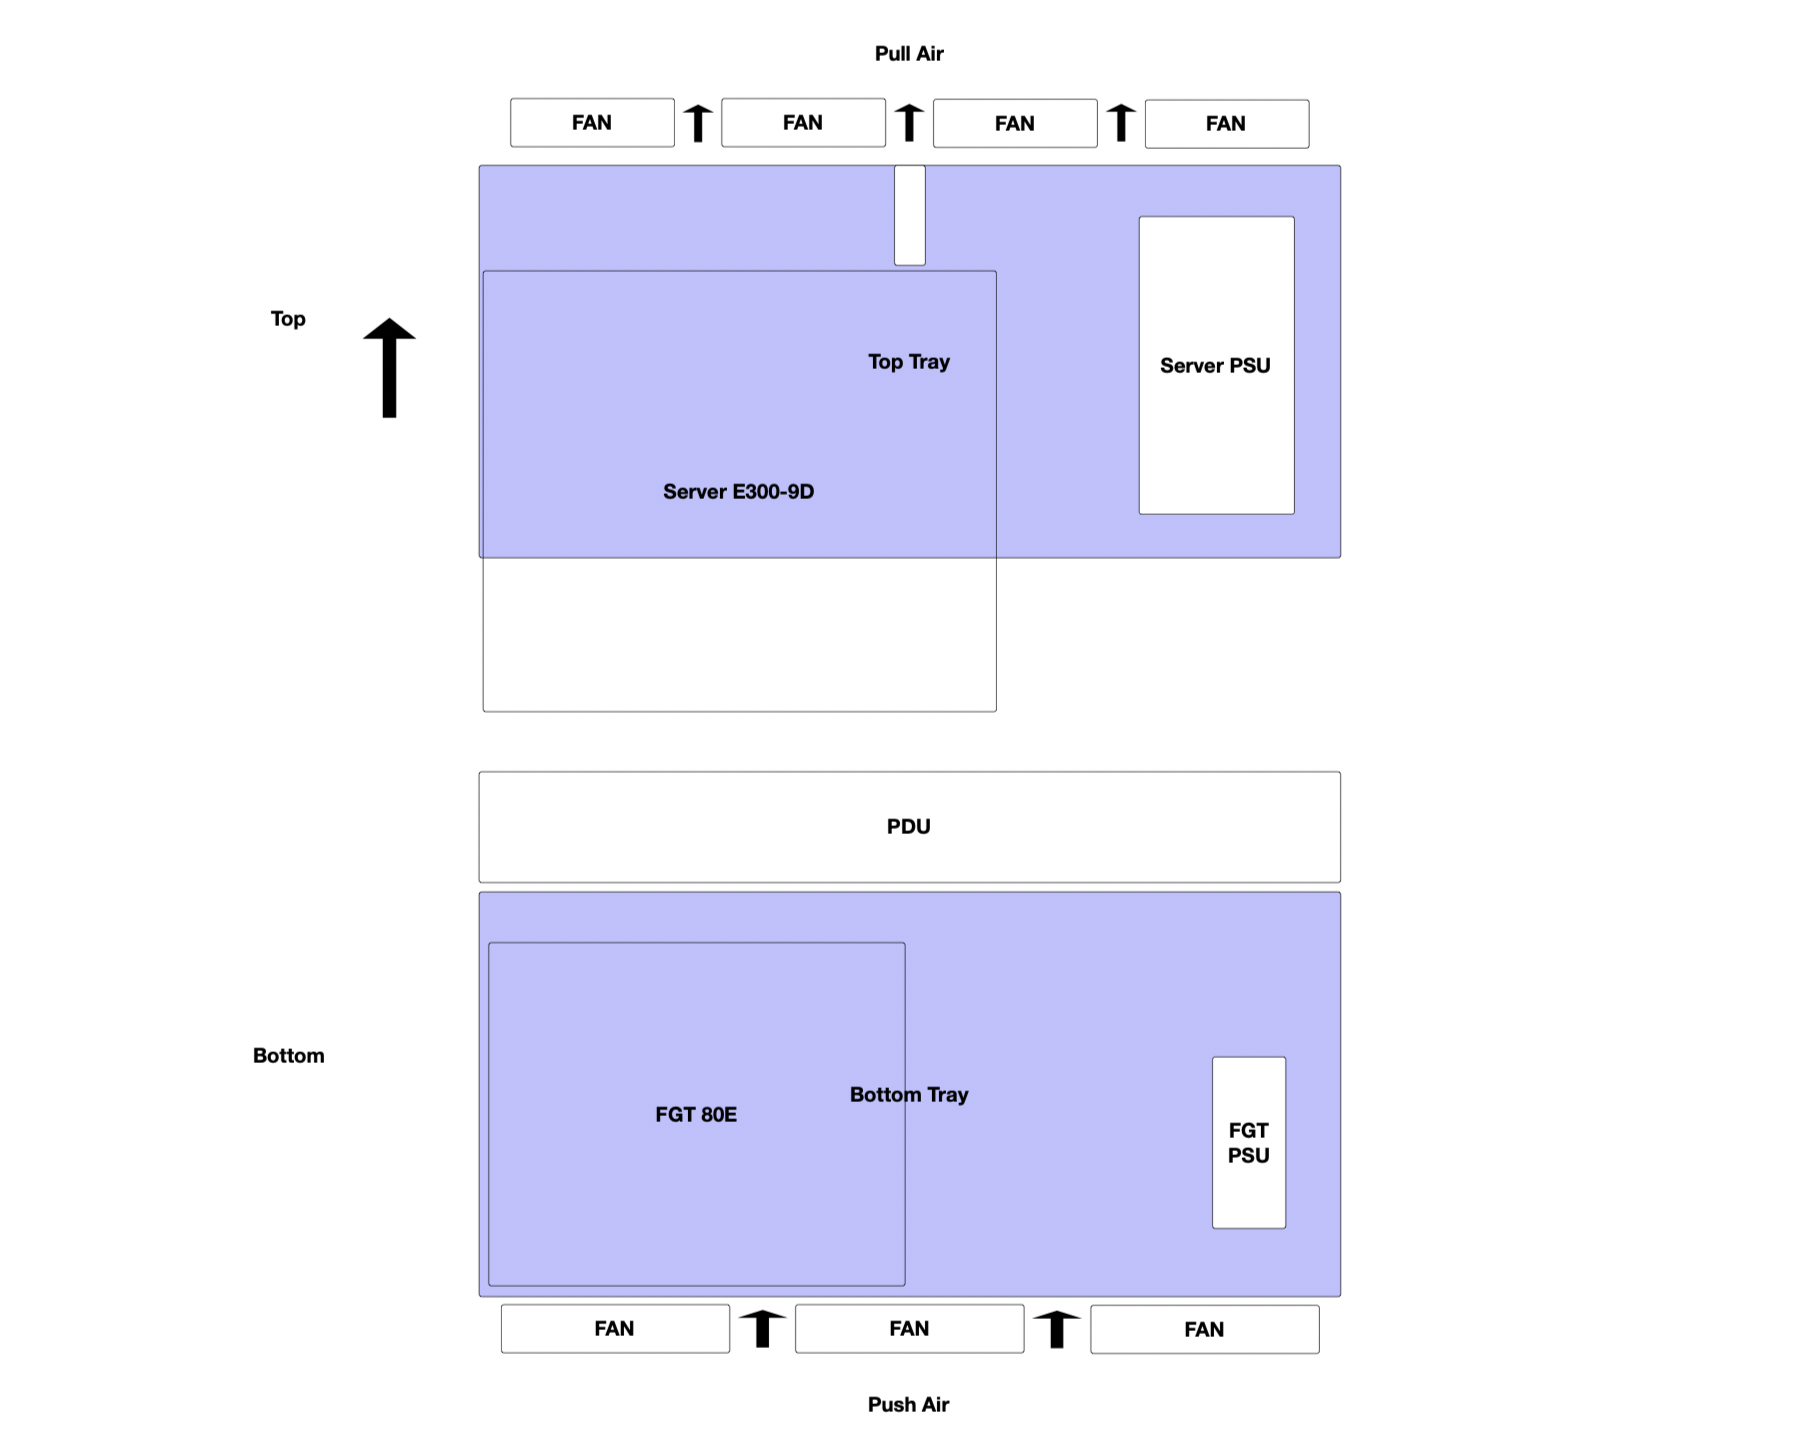 Pull Air
FAN
FAN
FAN
FAN
Top
Top Tray
Server PSU
Server E300-9D
PDU
Bottom
Bottom Tray
FGT 80E
FGT
PSU
FAN
FAN
FAN
Push Air